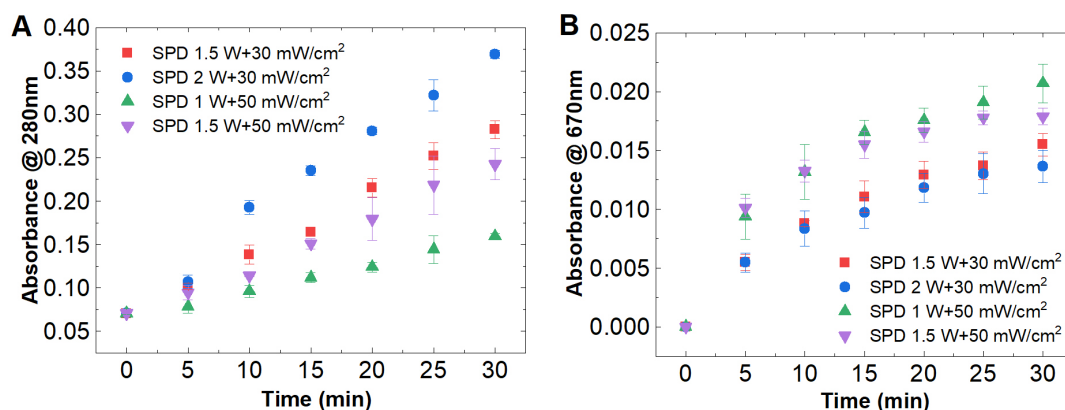 A
Absorbance @ 280nm
0.40
0.35
0.30
0.25
0.20
0.15
0.10
0.05
SPD 1.5 W+30 mW/cm²
SPD 2 W+30 mW/cm²
SPD 1 W+50 mW/cm²
SPD 1.5 W+50 mW/cm²
0 5 10 15 20 25 30
Time (min)
B
Absorbance @ 670nm
0.025
0.020
0.015
0.010
0.005
0.000
SPD 1.5 W+30 mW/cm²
SPD 2 W+30 mW/cm²
SPD 1 W+50 mW/cm²
SPD 1.5 W+50 mW/cm²
0 5 10 15 20 25 30
Time (min)